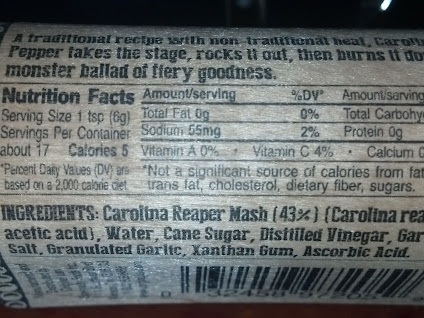 A traditional recipe with non-traditional heat,
Pepper takes the stage, rocks it out, then burns it
monster ballad of fiery goodness.
Nutrition Facts
Serving Size 1 tsp (6g)
Servings Per Container
about 17 Calories 5
*Percent Daily Values (DV) are
based on a 2,000 calorie diet
Amount/serving %DV* Amount/serving
Total Fat 0g 0% Total
Sodium 55mg 2% Protein 0g
Vitamin A 0% • Vitamin C 4% • Calcium
*Not a significant source of calories from fat
trans fat, cholesterol, dietary fiber, sugars.
INGREDIENTS: Carolina Reaper Mash (43%) (Carolina
acetic acid), Water, Cane Sugar, Distilled Vinegar,
Salt, Granulated Garlic, Xanthan Gum, Ascorbic Acid.